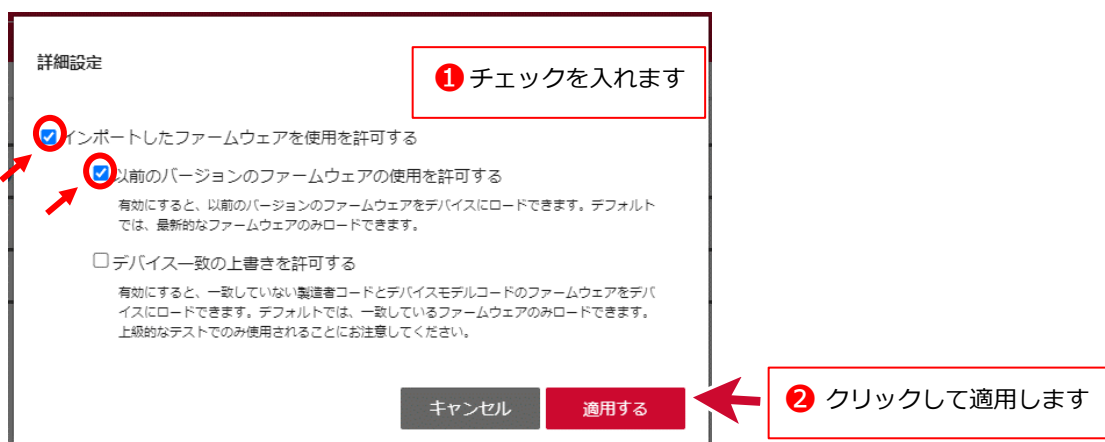 詳細設定
❶ チェックを入れます
インポートしたファームウェアを使用を許可する
以前のバージョンのファームウェアの使用を許可する
有効にすると、以前のバージョンのファームウェアをデバイスにロードできます。デフォルト
では、最新的なファームウェアのみロードできます。
デバイス一致の上書きを許可する
有効にすると、一致していない製造者コードとデバイスモデルコードのファームウェアをデバ
イスにロードできます。デフォルトでは、一致しているファームウェアのみロードできます。
上級的なテストでのみ使用されることにお注意してください。
キャンセル 適用する
❷ クリックして適用します